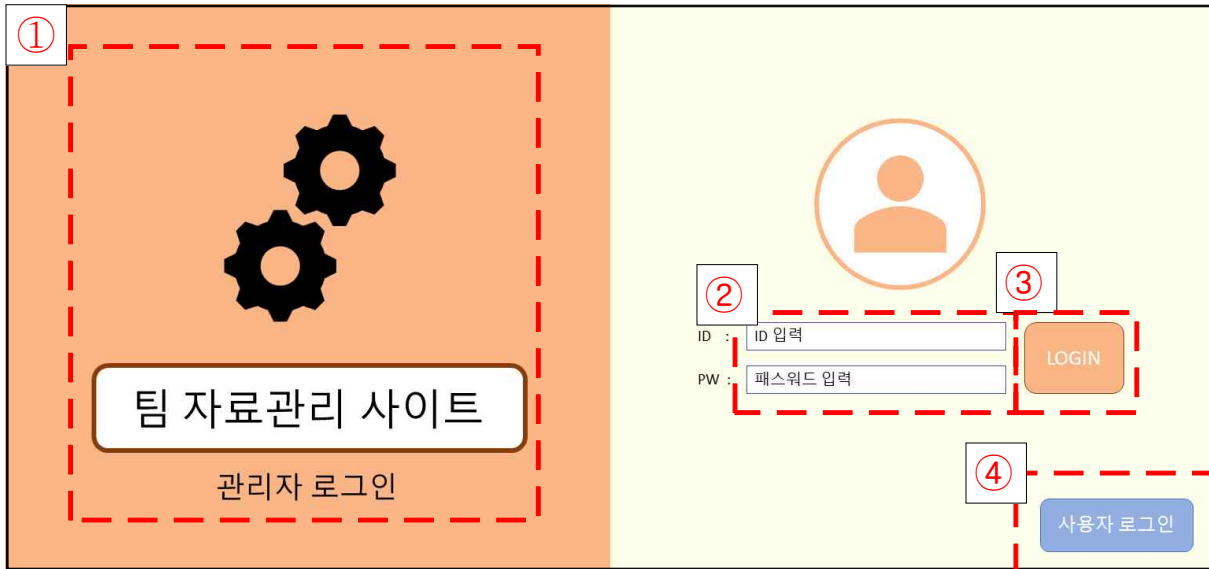 ①
팀 자료관리 사이트
관리자 로그인
②
③
ID : ID 입력
LOGIN
PW : 패스워드 입력
④
사용자 로그인